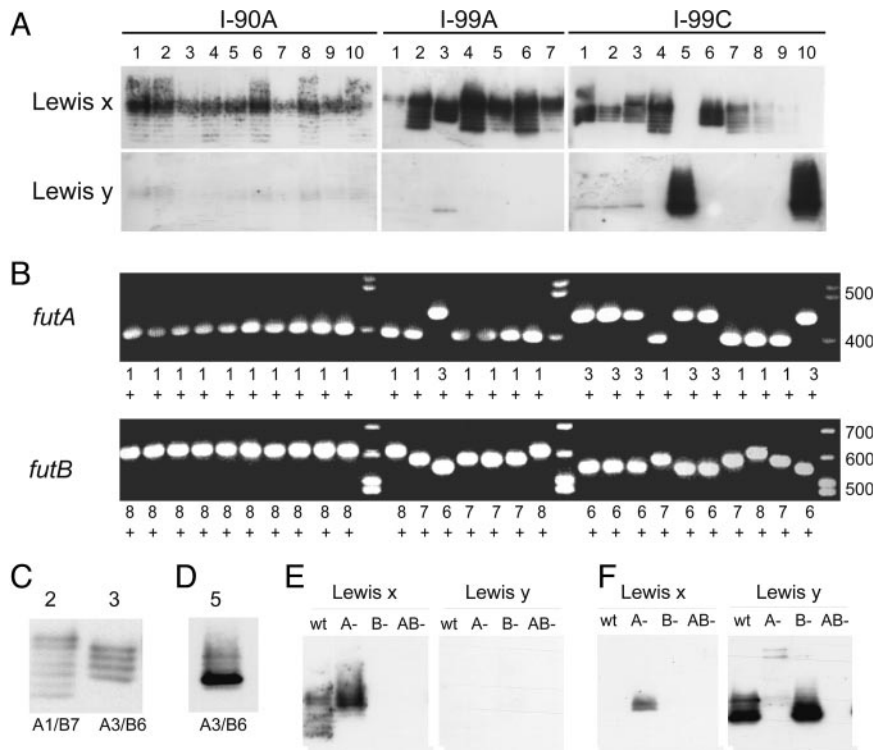 A
I-90A I-99A I-99C
1 2 3 4 5 6 7 8 9 10 1 2 3 4 5 6 7 1 2 3 4 5 6 7 8 9 10
Lewis x
Lewis y
B
futA
500
400
1 1 1 1 1 1 1 1 1 1 1 1 3 1 1 1 1 3 3 3 1 3 3 1 1 1 3
+ + + + + + + + + + + + + + + + + + + + + + + + + + +
futB
700
600
500
8 8 8 8 8 8 8 8 8 8 8 7 6 7 7 7 8 6 6 6 7 6 6 7 8 7 6
+ + + + + + + + + + + + + + + + + + + + + + + + + + +
C D E F
2 3 5
Lewis x Lewis y Lewis x Lewis y
wt A- B- AB- wt A- B- AB- wt A- B- AB- wt A- B- AB-
A1/B7 A3/B6 A3/B6